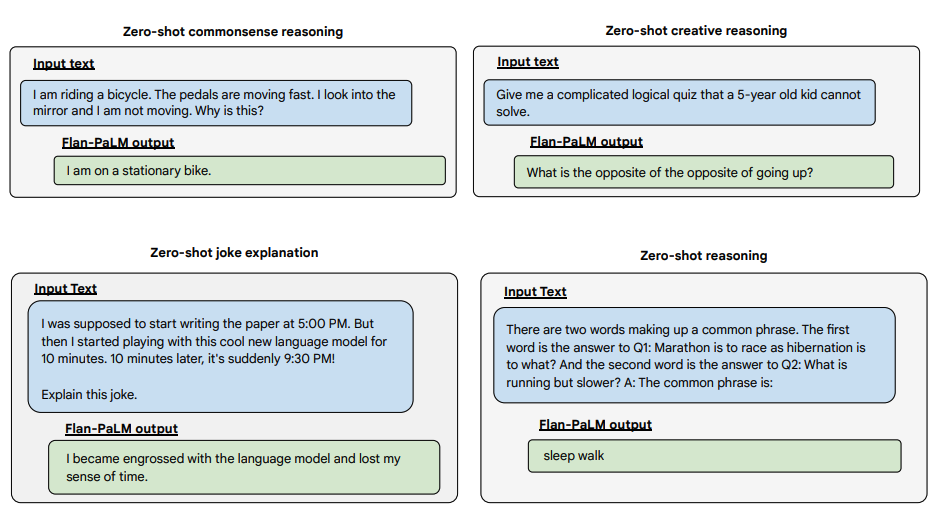 Zero-shot commonsense reasoning
Input text
I am riding a bicycle. The pedals are moving fast. I look into the
mirror and I am not moving. Why is this?
Flan-PaLM output
I am on a stationary bike.
Zero-shot creative reasoning
Input text
Give me a complicated logical quiz that a 5-year old kid cannot
solve.
Flan-PaLM output
What is the opposite of the opposite of going up?
Zero-shot joke explanation
Input Text
I was supposed to start writing the paper at 5:00 PM. But
then I started playing with this cool new language model for
10 minutes. 10 minutes later, it's suddenly 9:30 PM!
Explain this joke.
Flan-PaLM output
I became engrossed with the language model and lost my
sense of time.
Zero-shot reasoning
Input Text
There are two words making up a common phrase. The first
word is the answer to Q1: Marathon is to race as hibernation is
to what? And the second word is the answer to Q2: What is
running but slower? A: The common phrase is:
Flan-PaLM output
sleep walk